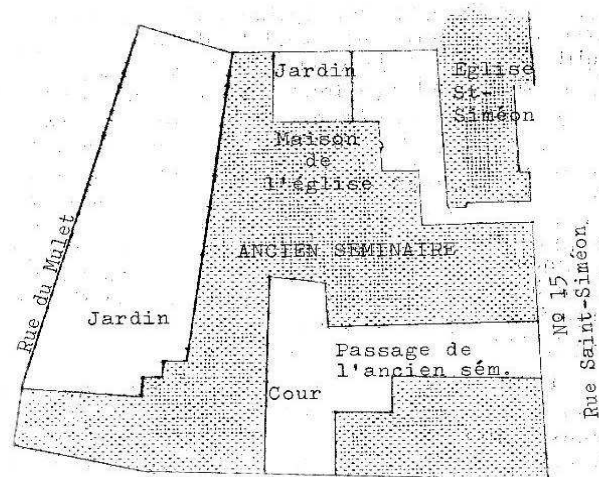 Jardin
Eglise
St-
Siméon
Maison
de
l'église
Rue du Mulet
ANCIEN SEMINAIRE
Jardin
Passage de
l'ancien sém.
Cour
No 15
Rue Saint-Siméon